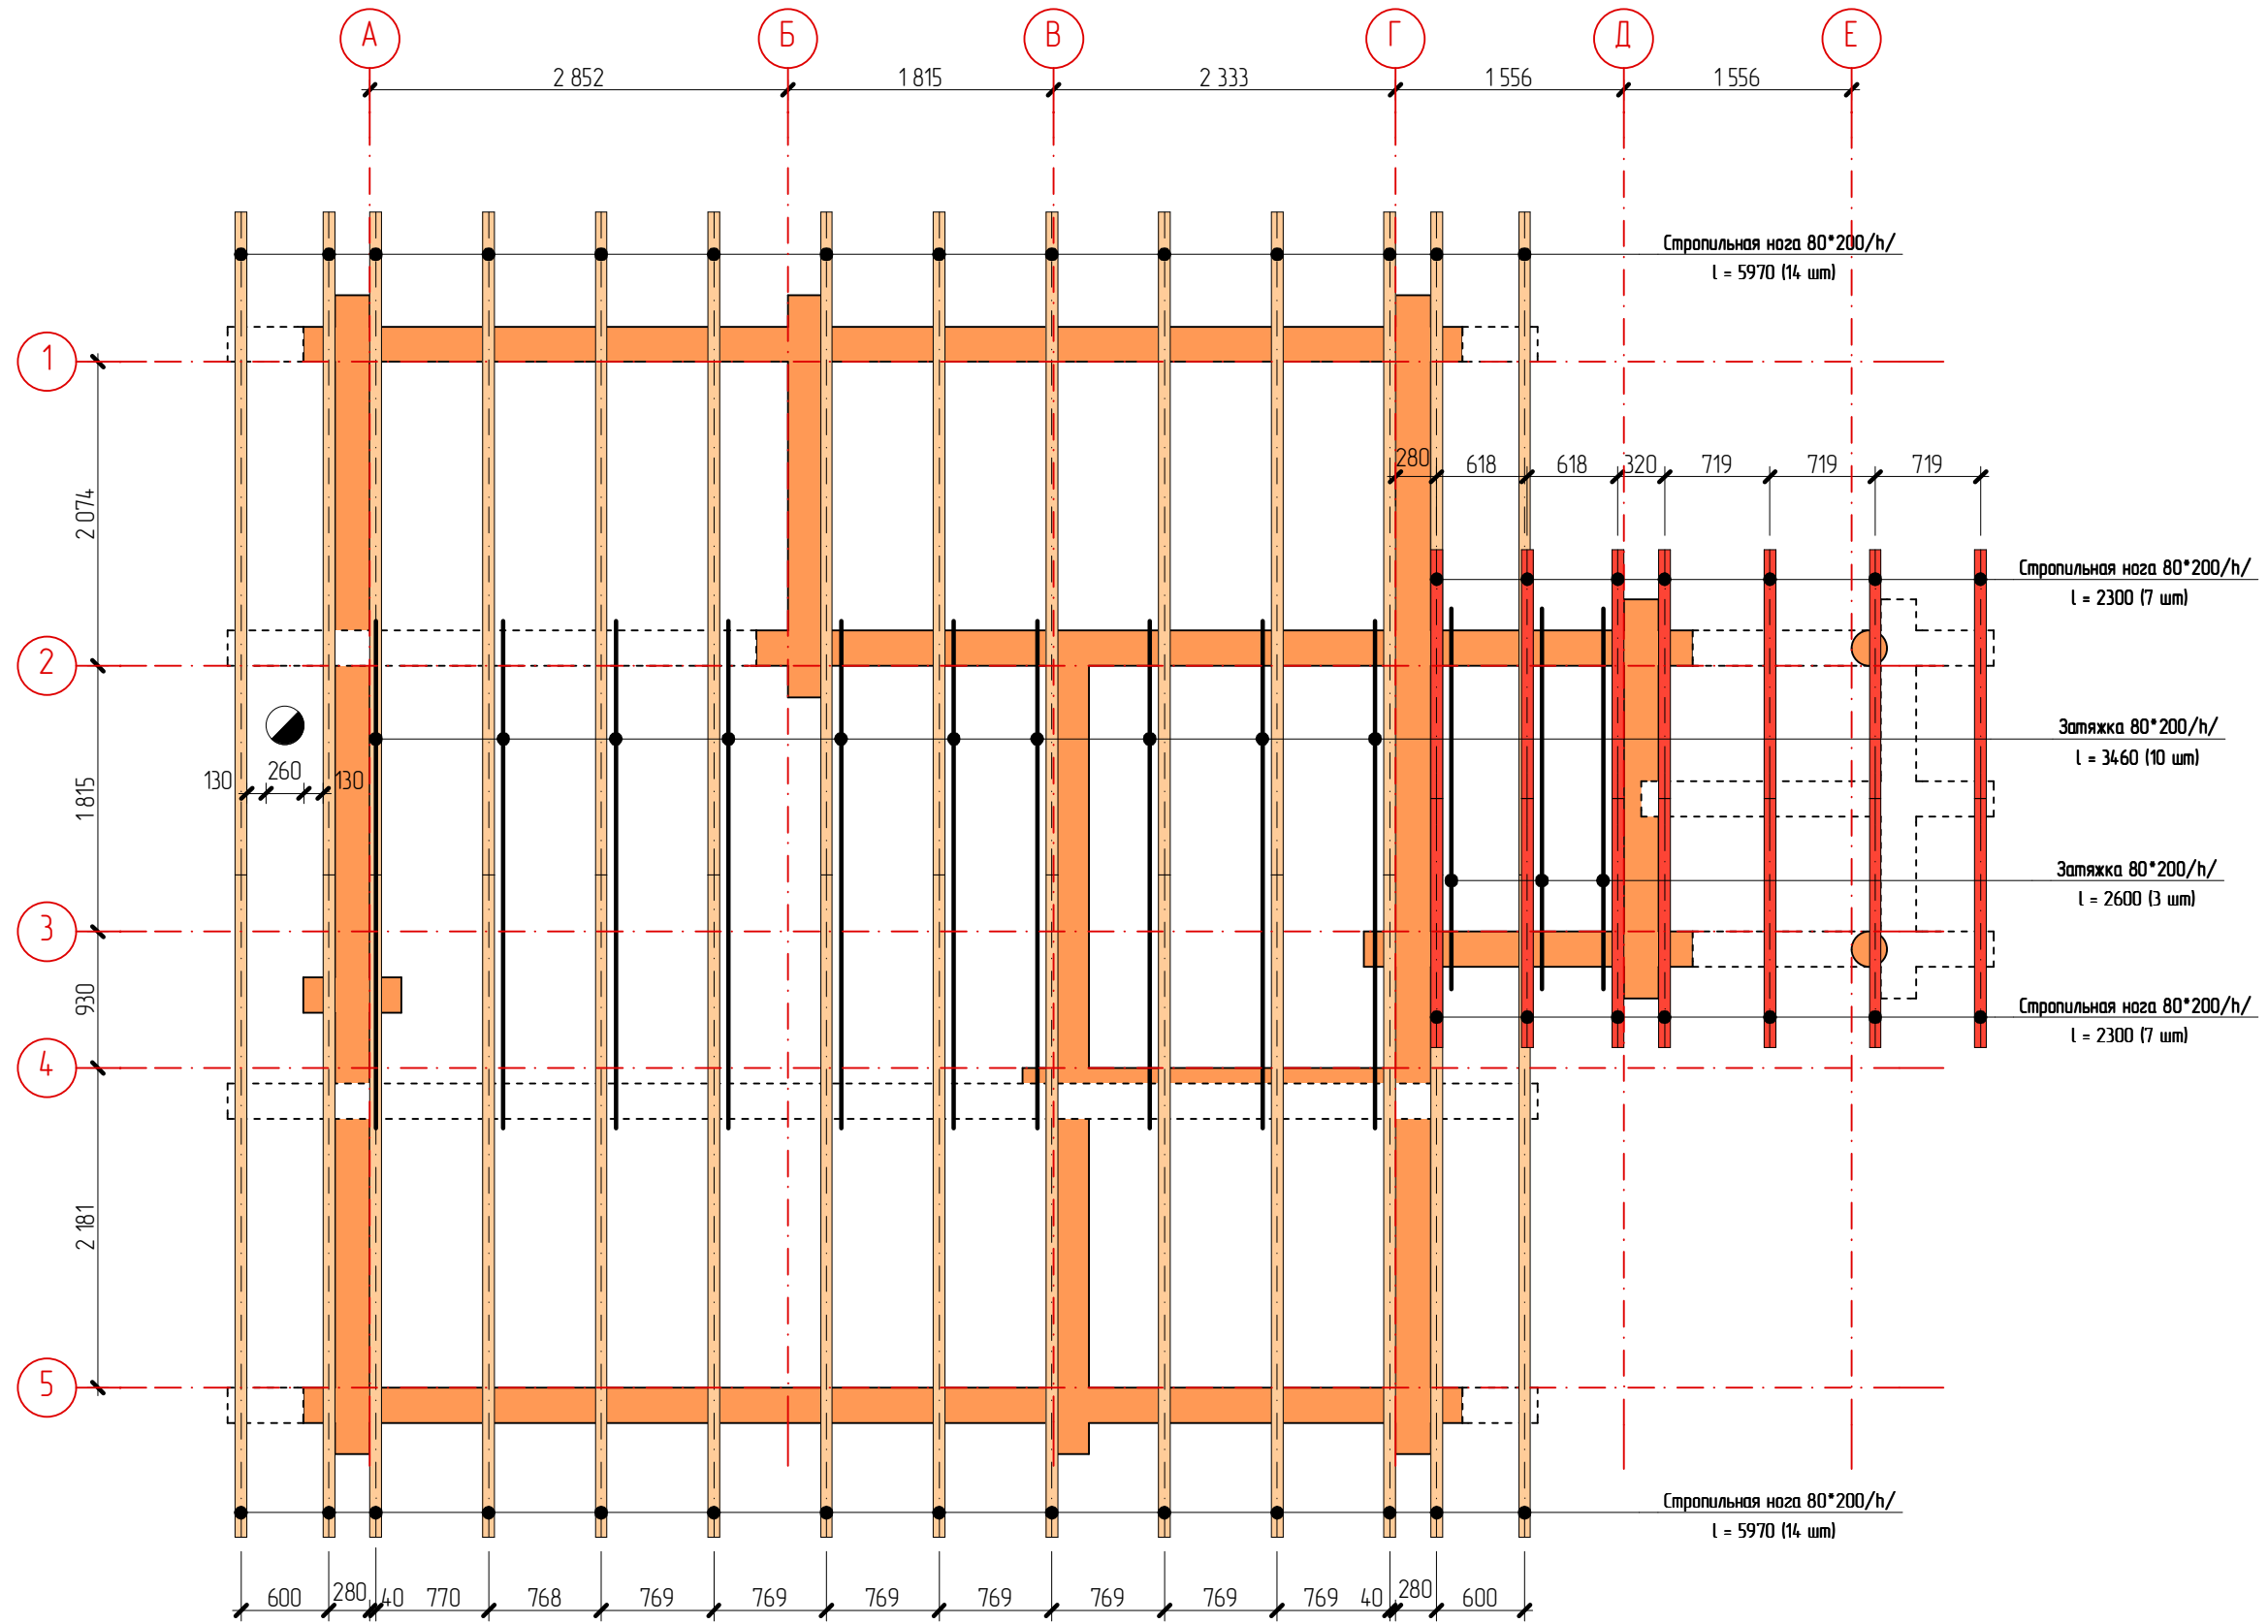 А Б В Г Д Е
2 852 1 815 2 333 1 556 1 556
Стропильная нога 80*200/h/
l = 5970 (14 шт)
1
2 074
280 618 618 320 719 719 719
Стропильная нога 80*200/h/
l = 2300 (7 шт)
2
Затяжка 80*200/h/
l = 3460 (10 шт)
130 260 130
1 815
Затяжка 80*200/h/
l = 2600 (3 шт)
3
930
Стропильная нога 80*200/h/
l = 2300 (7 шт)
4
2 181
5
Стропильная нога 80*200/h/
l = 5970 (14 шт)
600 280 40 770 768 769 769 769 769 769 769 769 40 280 600